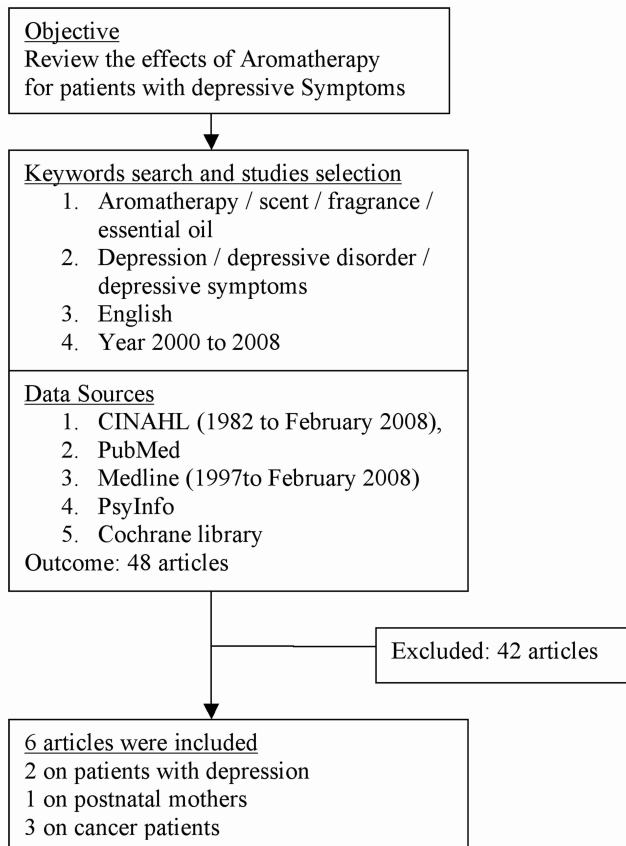 Objective
Review the effects of Aromatherapy
for patients with depressive Symptoms
Keywords search and studies selection
1. Aromatherapy / scent / fragrance /
essential oil
2. Depression / depressive disorder /
depressive symptoms
3. English
4. Year 2000 to 2008
Data Sources
1. CINAHL (1982 to February 2008),
2. PubMed
3. Medline (1997to February 2008)
4. PsyInfo
5. Cochrane library
Outcome: 48 articles
Excluded: 42 articles
6 articles were included
2 on patients with depression
1 on postnatal mothers
3 on cancer patients